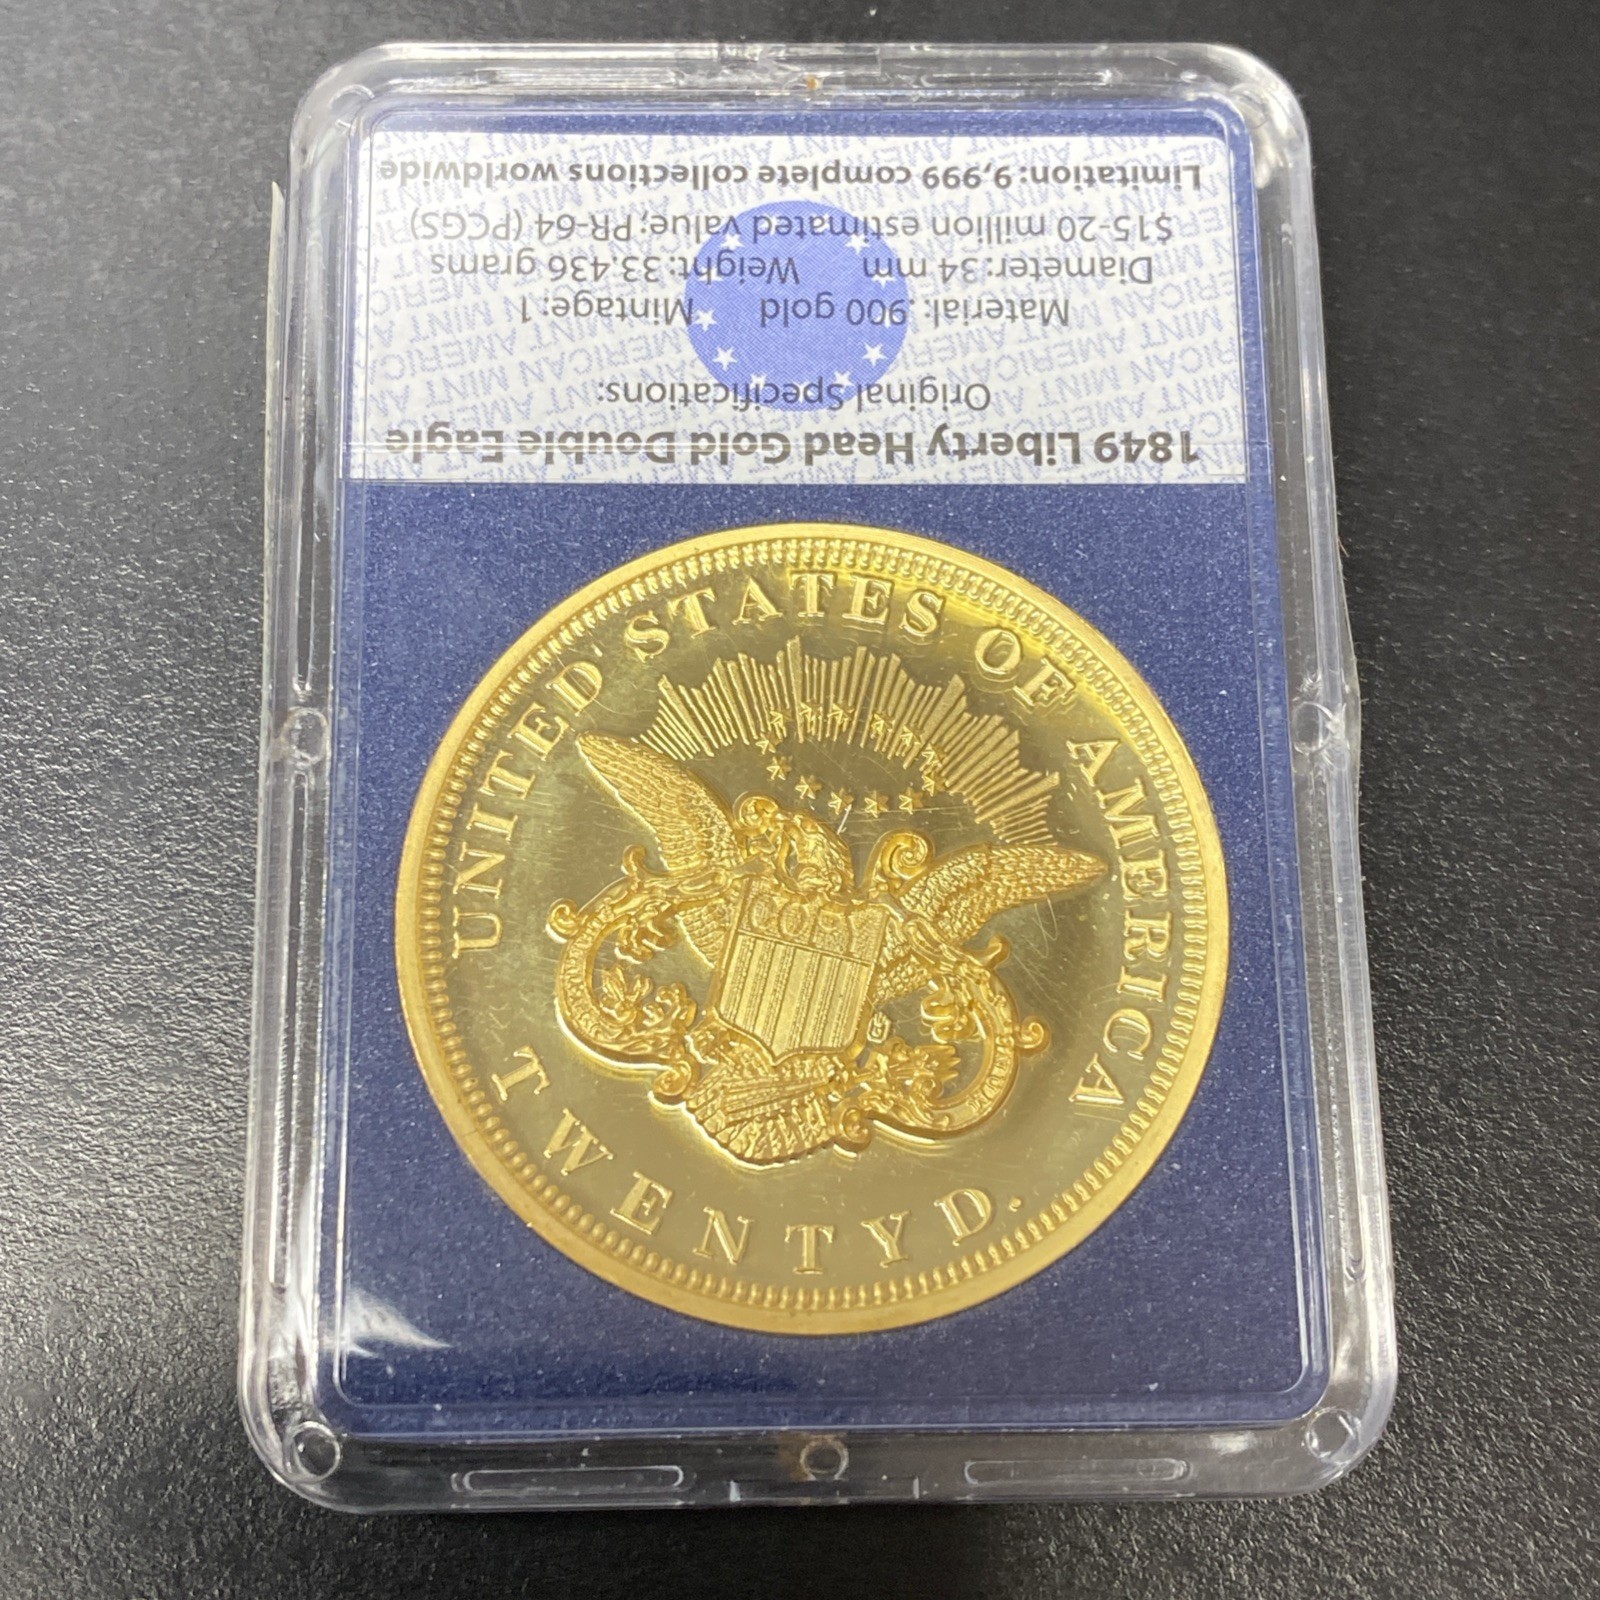 1849 Liberty Head Gold Double Eagle
Original Specifications:
Material: .900 gold Mintage: 1
Diameter: 34 mm Weight: 33.436 grams
$15-20 million estimated value; PR-64 (PCGS)
Limitation: 9,999 complete collections worldwide
AMERICAN MINT
UNITED STATES OF AMERICA
COPY
TWENTY D.